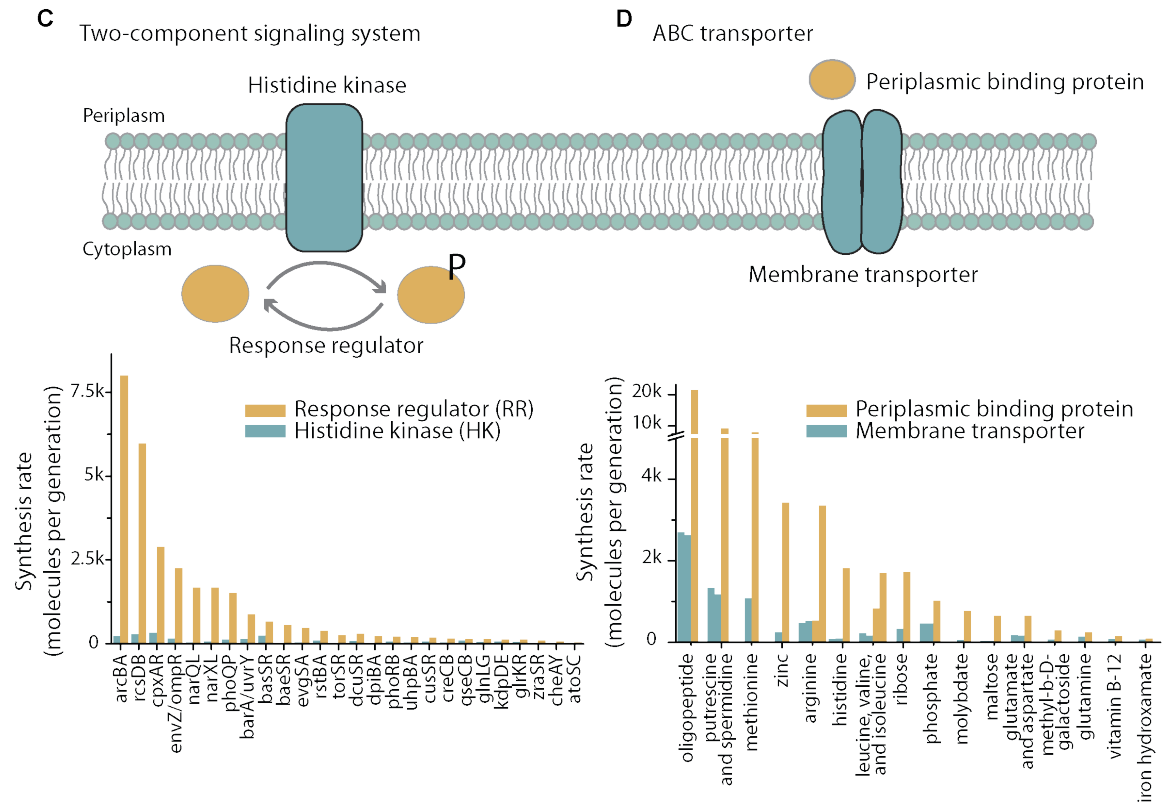 C
Two-component signaling system
Histidine kinase
Periplasm
Cytoplasm
P
Response regulator
Synthesis rate
(molecules per generation)
7.5k
5k
2.5k
0
Response regulator (RR)
Histidine kinase (HK)
arcBA
rcsDB
cpxAR
envZ/ompR
narQL
narXL
phoQP
barA/uvrY
basSR
baeSR
evgSA
rstBA
torSR
dcuSR
dpiBA
phoRB
uhpBA
cusSR
creCB
qseCB
glnLG
kdpDE
glrKR
zraSR
cheAY
atoSC
D
ABC transporter
Periplasmic binding protein
Membrane transporter
Synthesis rate
(molecules per generation)
20k
10k
4k
2k
0
Periplasmic binding protein
Membrane transporter
oligopeptide
putrescine
and spermidine
methionine
zinc
arginine
histidine
leucine, valine,
and isoleucine
ribose
phosphate
molybdate
maltose
glutamate
and aspartate
methyl-b-D-
galactoside
glutamine
vitamin B-12
iron hydroxamate